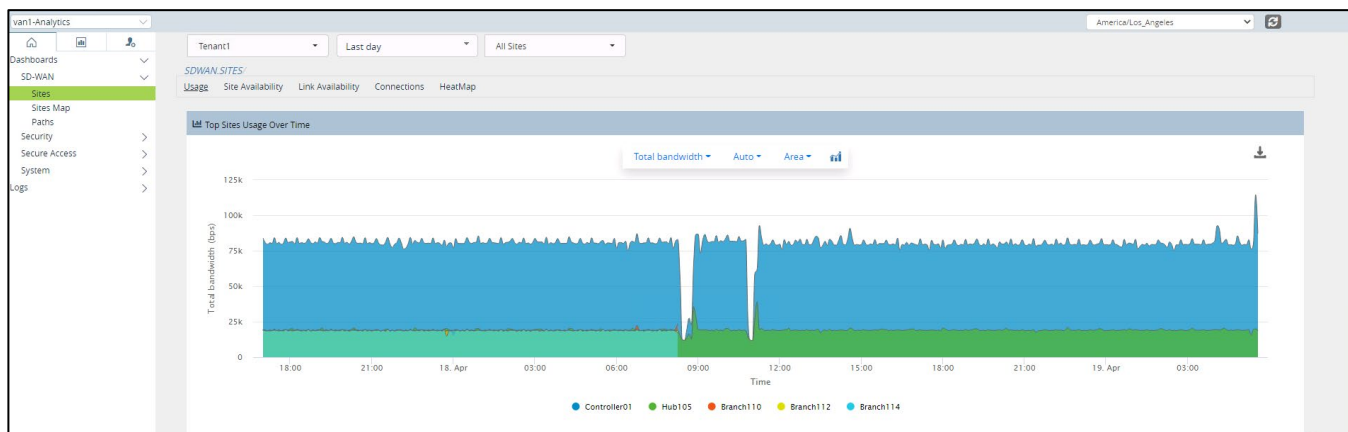 van1-Analytics
America/Los_Angeles
Dashboards
SD-WAN
Sites
Sites Map
Paths
Security
Secure Access
System
Logs
Tenant1 Last day All Sites
SDWAN.SITES/
Usage Site Availability Link Availability Connections HeatMap
Top Sites Usage Over Time
Total bandwidth Auto Area
Total bandwidth (bps)
125k
100k
75k
50k
25k
0
18:00 21:00 18. Apr 03:00 06:00 09:00 12:00 15:00 18:00 21:00 19. Apr 03:00
Time
Controller01 Hub105 Branch110 Branch112 Branch114